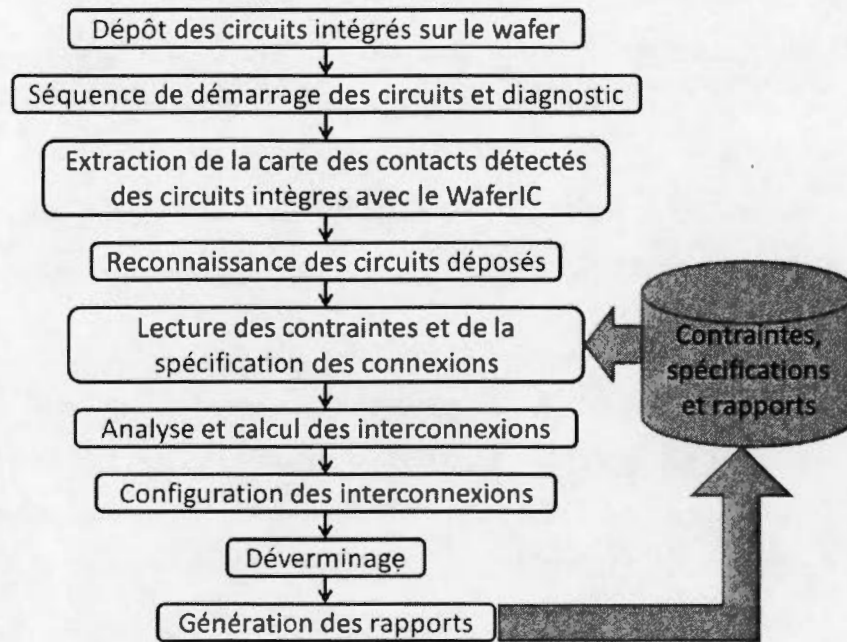 Dépôt des circuits intégrés sur le wafer
Séquence de démarrage des circuits et diagnostic
Extraction de la carte des contacts détectés
des circuits intègres avec le WaferIC
Reconnaissance des circuits déposés
Lecture des contraintes et de la
spécification des connexions
Contraintes,
spécifications
et rapports
Analyse et calcul des interconnexions
Configuration des interconnexions
Déverminage
Génération des rapports